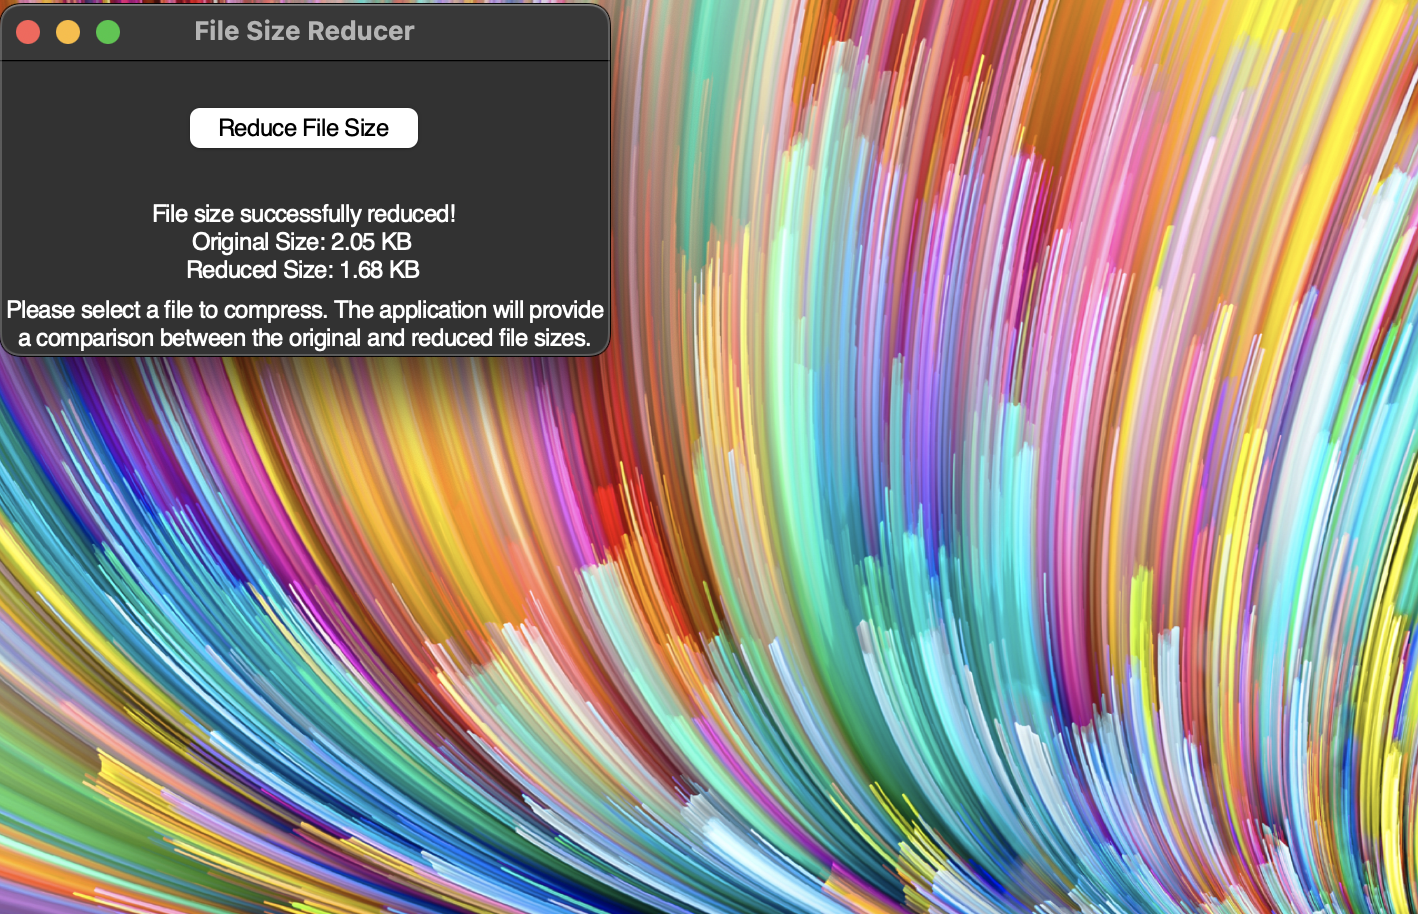 File Size Reducer
Reduce File Size
File size successfully reduced!
Original Size: 2.05 KB
Reduced Size: 1.68 KB
Please select a file to compress. The application will provide
a comparison between the original and reduced file sizes.